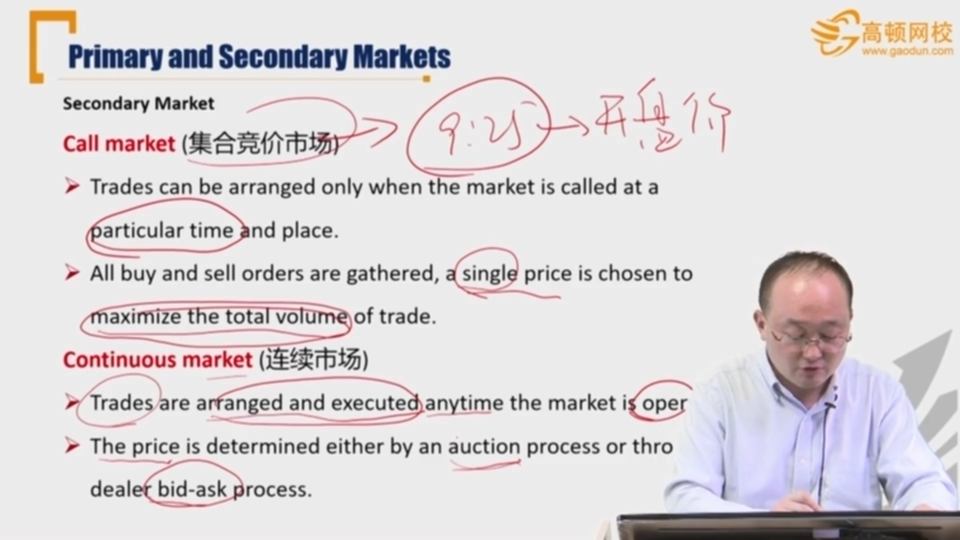 高顿网校
www.gaodun.com
Primary and Secondary Markets
Secondary Market
Call market (集合竞价市场)
9:25
开盘价
➤ Trades can be arranged only when the market is called at a
particular time and place.
➤ All buy and sell orders are gathered, a single price is chosen to
maximize the total volume of trade.
Continuous market (连续市场)
➤ Trades are arranged and executed anytime the market is oper
➤ The price is determined either by an auction process or thro
dealer bid-ask process.